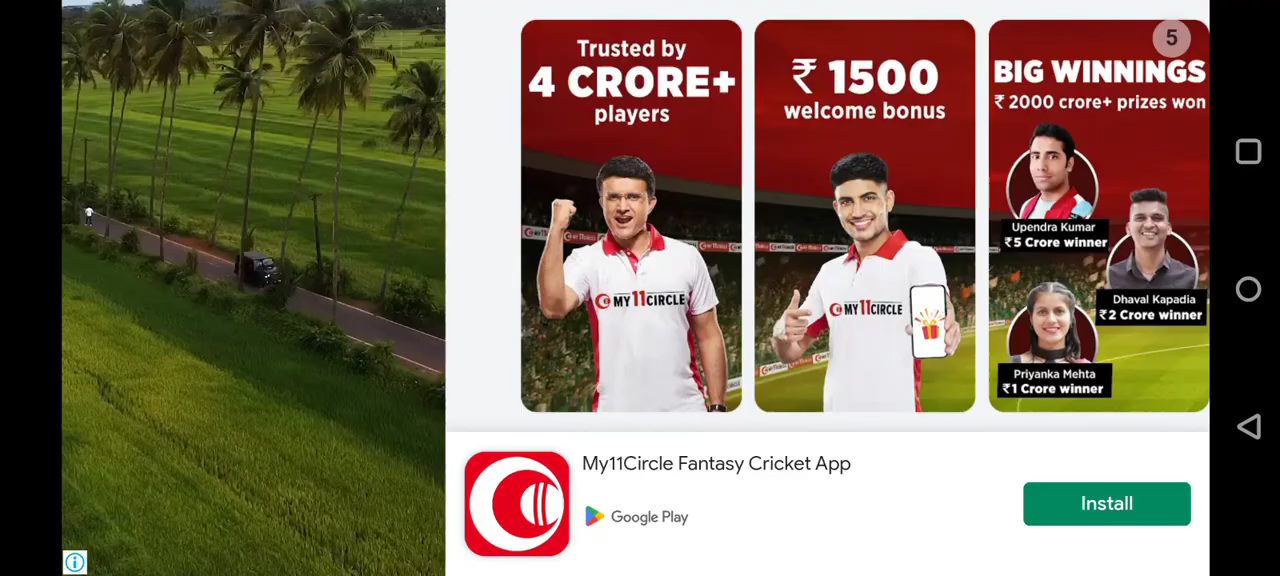 Trusted by
4 CRORE+
players
MY11CIRCLE
₹ 1500
welcome bonus
MY11CIRCLE
5
BIG WINNINGS
₹ 2000 crore+ prizes won
Upendra Kumar
₹5 Crore winner
Dhaval Kapadia
₹2 Crore winner
Priyanka Mehta
₹1 Crore winner
My11Circle Fantasy Cricket App
Google Play
Install